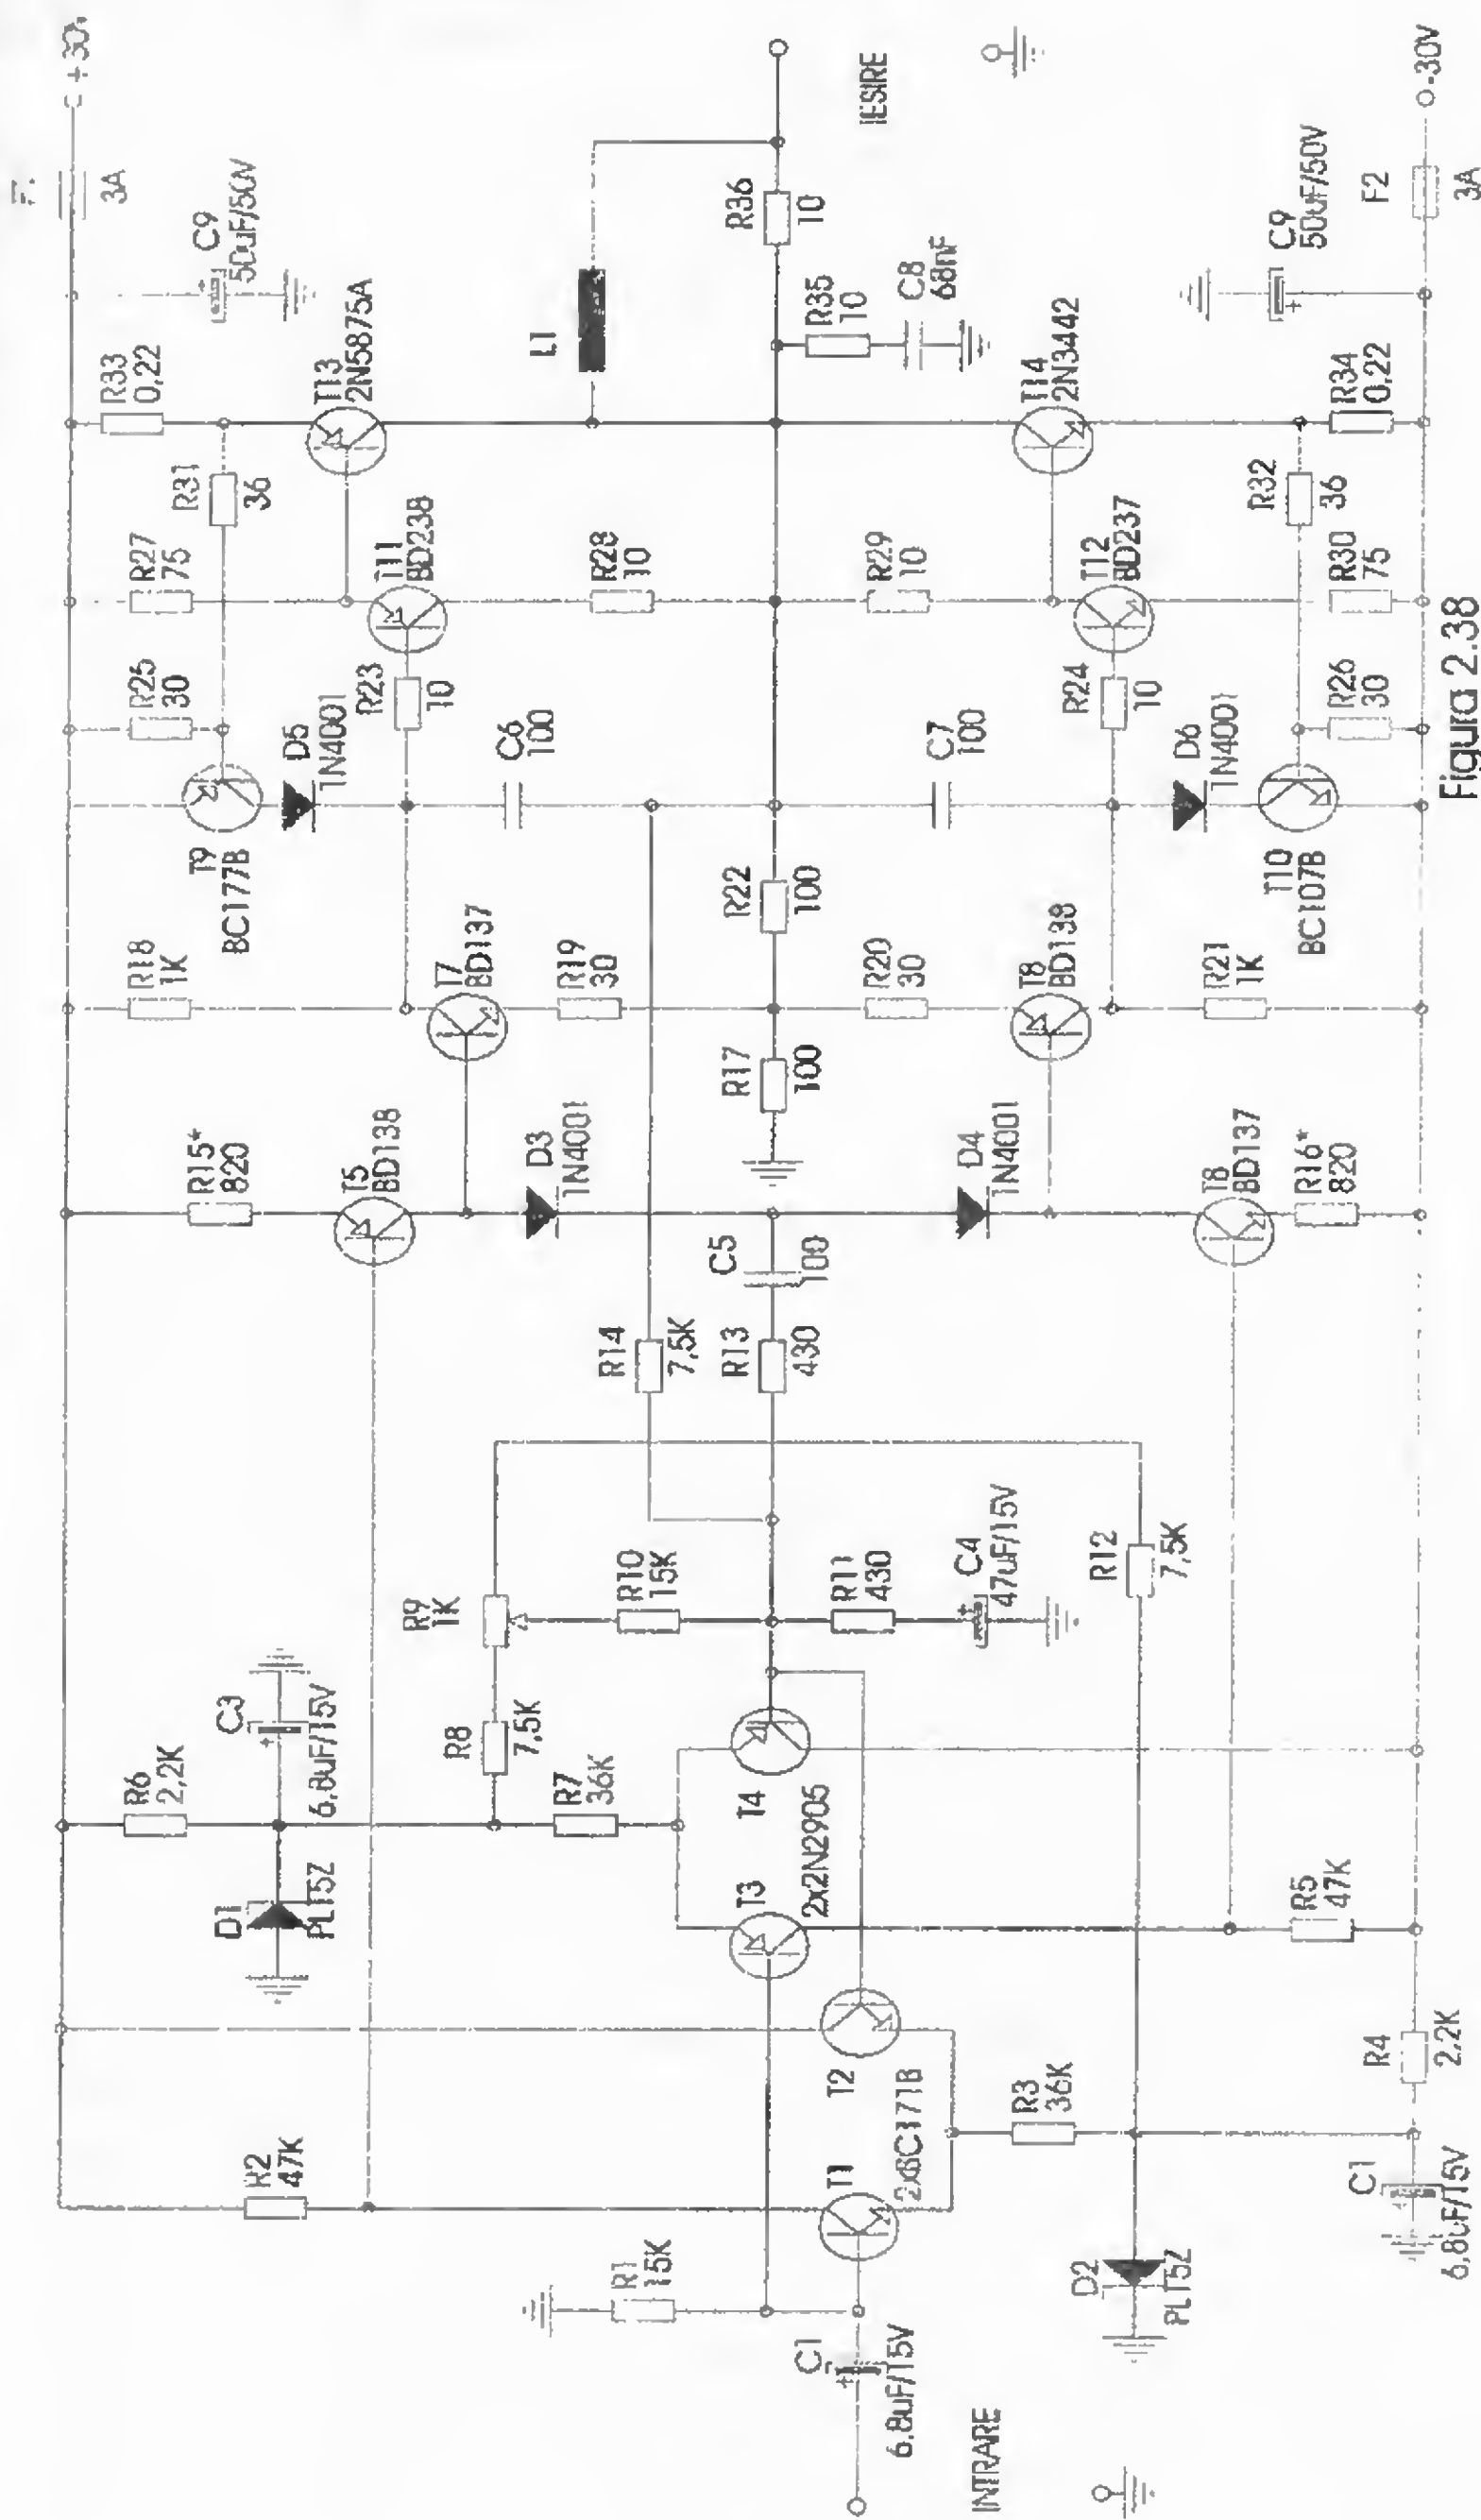 R2
47K
R1
15K
C1
6.8uF/15V
INTRARE
T1
2xBC171B
T2
R3
36K
D2
PLT5Z
C1
6,8uF/15V
R4
2.2K
R5
47K
D1
PLT5Z
R6
2,2K
C3
6.8uF/15V
R8
7.5K
R7
36K
T3
T4
2x2N2905
R9
1K
R10
15K
R11
430
C4
47uF/15V
R12
7,5K
R14
7.5K
R13
430
C5
100
R15*
820
T5
BD138
D3
1N4001
D4
1N4001
T8
BD137
R16*
820
R18
1K
T7
BD137
R19
30
R17
100
R20
30
T8
BD138
R21
1K
R22
100
T9
BC177B
D5
1N4001
C6
100
C7
100
D6
1N4001
T10
BC107B
R25
30
R23
10
R24
10
R26
30
R27
75
T11
BD238
R28
10
R29
10
T12
BD237
R30
75
R31
36
R32
36
R33
0,22
T13
2N5875A
L1
R35
10
C8
68nF
T14
2N3442
R34
0,22
C9
50uF/50V
R36
10
C9
50uF/50V
3A
F2
3A
+30
IESIRE
-30V
Figura 2.38